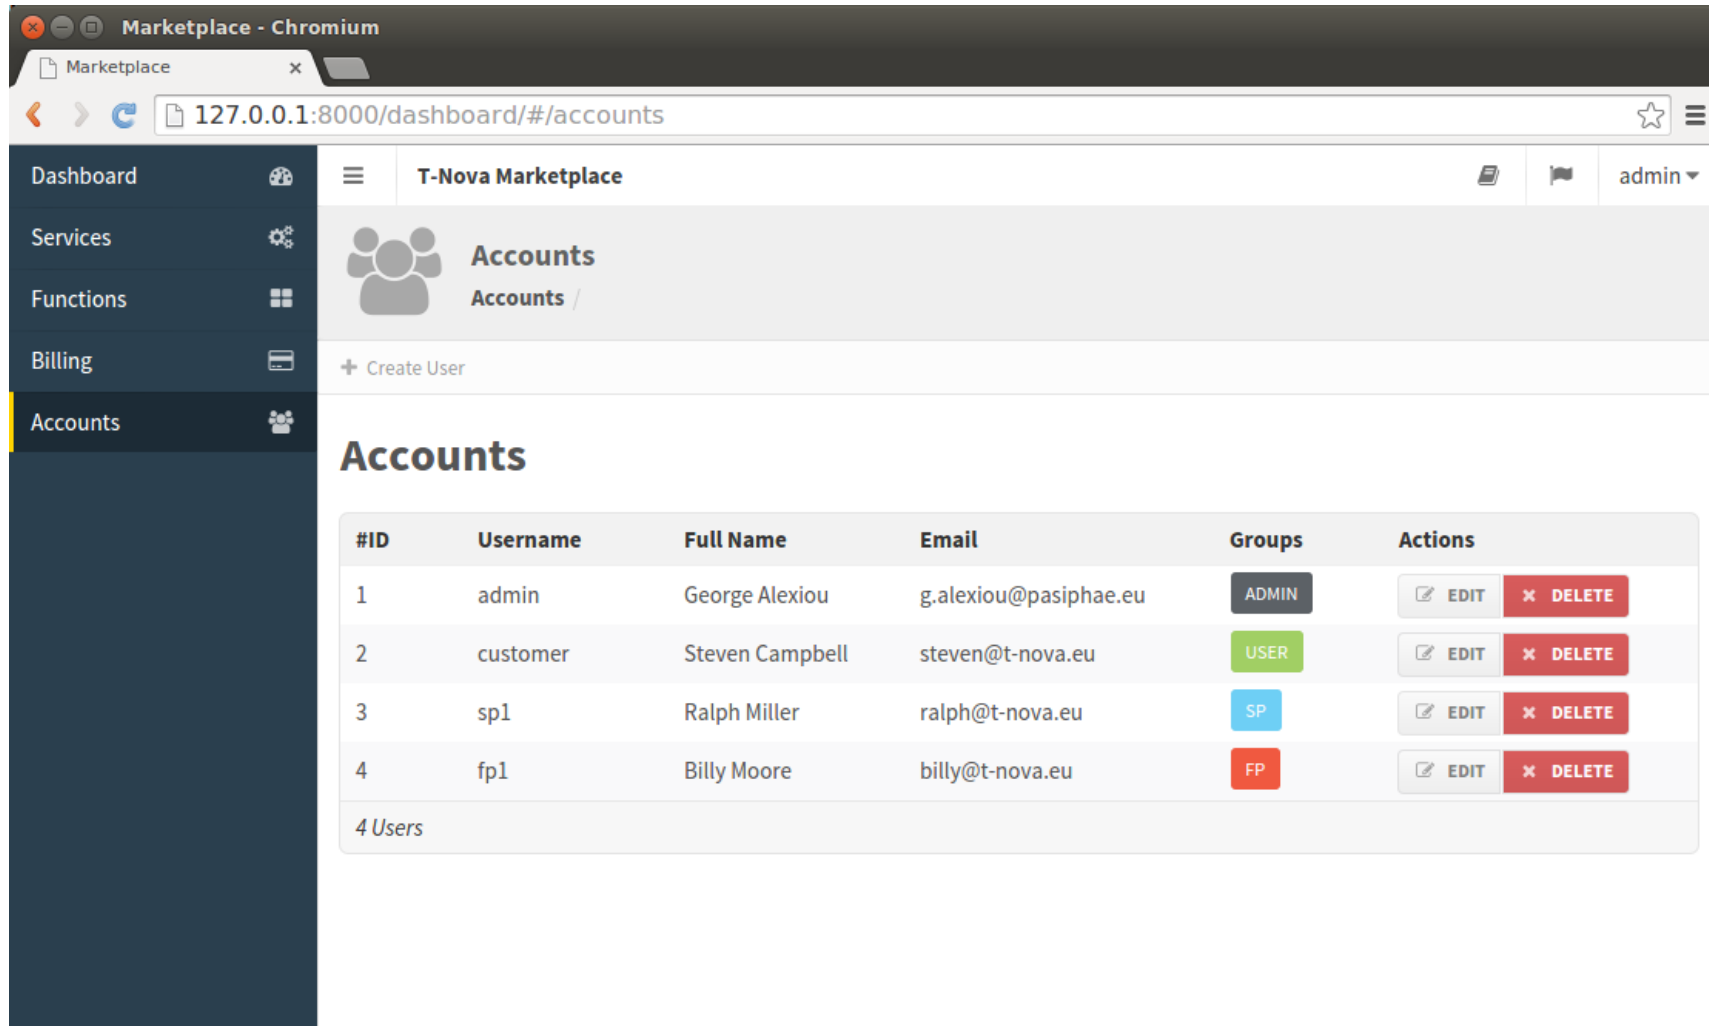 Marketplace - Chromium
Marketplace
127.0.0.1:8000/dashboard/#/accounts
Dashboard
Services
Functions
Billing
Accounts
T-Nova Marketplace
admin
Accounts
Accounts /
Create User
Accounts
#ID Username Full Name Email Groups Actions
1 admin George Alexiou g.alexiou@pasiphae.eu ADMIN EDIT DELETE
2 customer Steven Campbell steven@t-nova.eu USER EDIT DELETE
3 sp1 Ralph Miller ralph@t-nova.eu SP EDIT DELETE
4 fp1 Billy Moore billy@t-nova.eu FP EDIT DELETE
4 Users